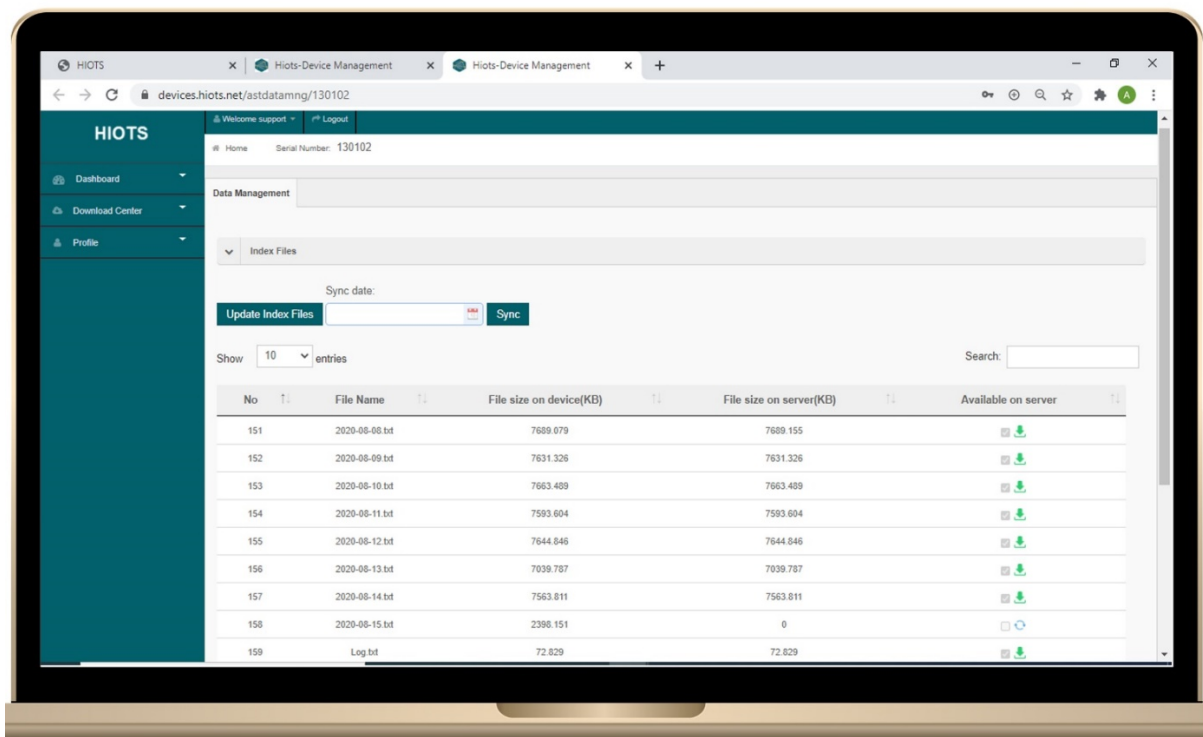 HIOTS
Hiots-Device Management
Hiots-Device Management
devices.hiots.net/astdatamng/130102
A
HIOTS
Welcome support
Logout
Home Serial Number: 130102
Dashboard
Download Center
Profile
Data Management
Index Files
Sync date:
Update Index Files
Sync
Show 10 entries
Search:
No File Name File size on device(KB) File size on server(KB) Available on server
151 2020-08-08.txt 7689.079 7689.155
152 2020-08-09.txt 7631.326 7631.326
153 2020-08-10.txt 7663.489 7663.489
154 2020-08-11.txt 7593.604 7593.604
155 2020-08-12.txt 7644.846 7644.846
156 2020-08-13.txt 7039.787 7039.787
157 2020-08-14.txt 7563.811 7563.811
158 2020-08-15.txt 2398.151 0
159 Log.txt 72.829 72.829